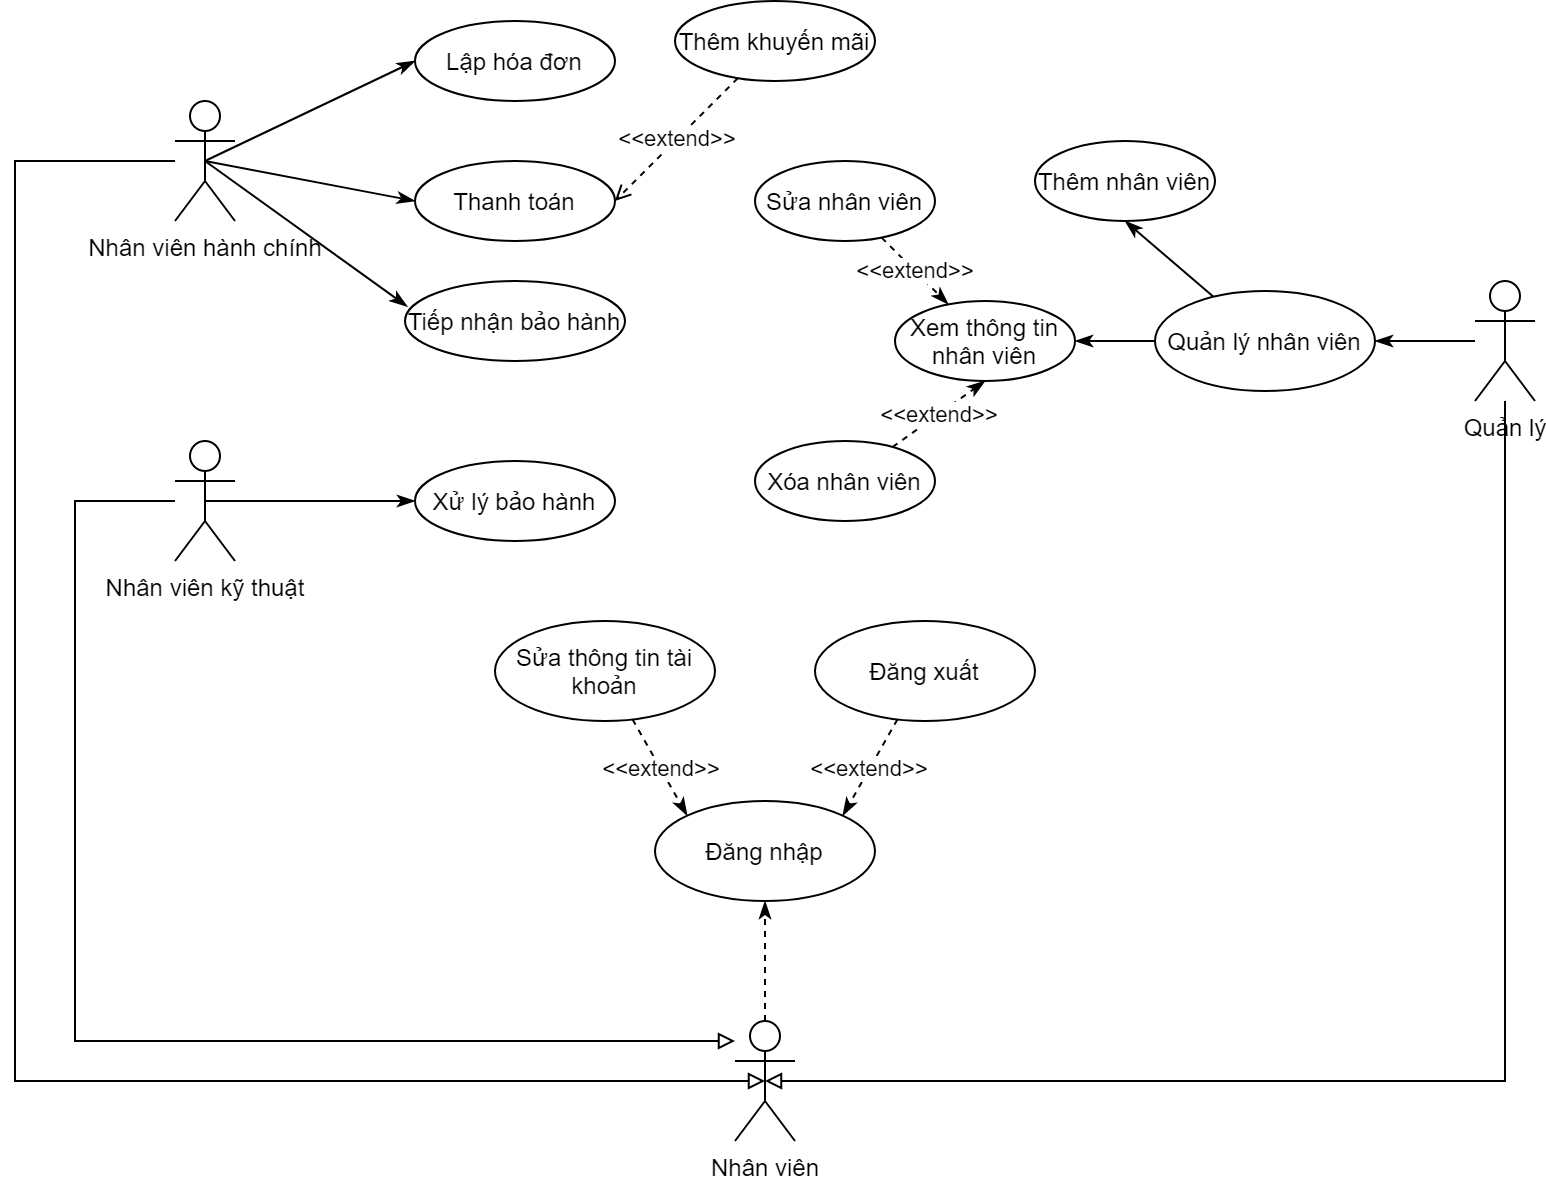 Thêm khuyến mãi
Lập hóa đơn
<<extend>>
Thêm nhân viên
Thanh toán
Sửa nhân viên
Nhân viên hành chính
<<extend>>
Tiếp nhận bảo hành
Xem thông tin
nhân viên
Quản lý nhân viên
<<extend>>
Quản lý
Xóa nhân viên
Xử lý bảo hành
Nhân viên kỹ thuật
Sửa thông tin tài
khoản
Đăng xuất
<<extend>>
<<extend>>
Đăng nhập
Nhân viên